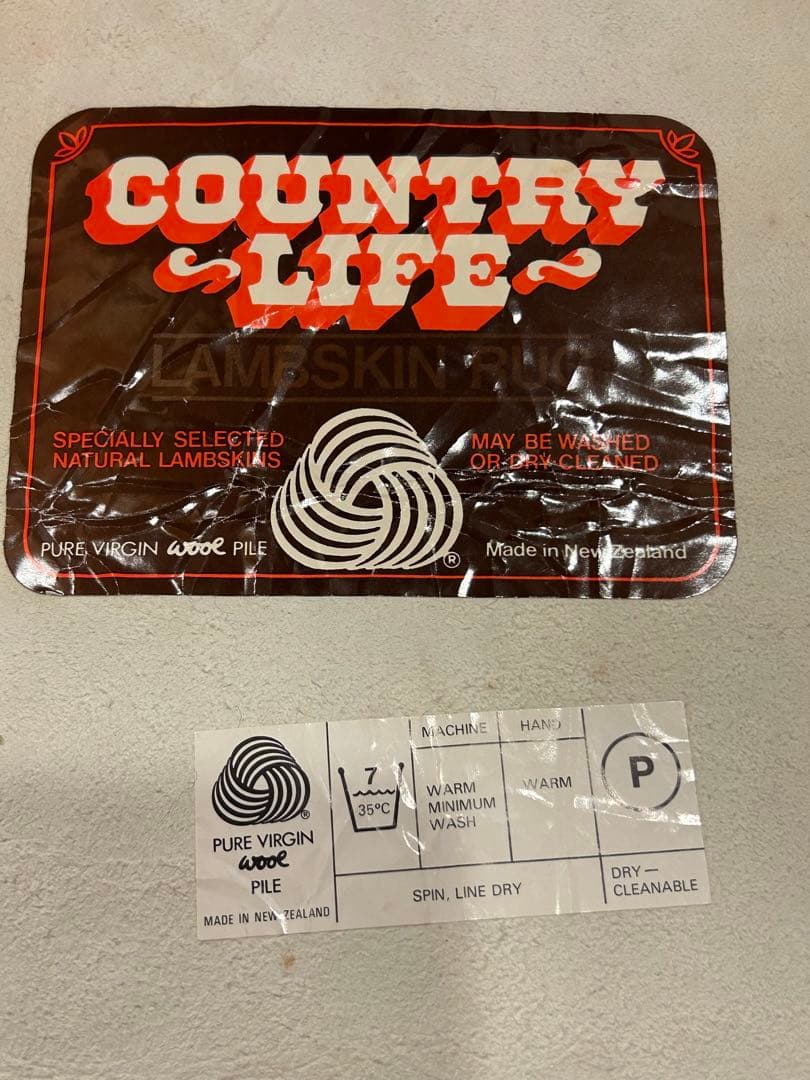 COUNTRY
LIFE
LAMBSKIN RUG
SPECIALLY SELECTED
NATURAL LAMBSKINS
MAY BE WASHED
OR DRY CLEANED
PURE VIRGIN wool PILE
®
Made in New Zealand
®
PURE VIRGIN
wool
PILE
MADE IN NEW ZEALAND
7
35°C
MACHINE
WARM
MINIMUM
WASH
HAND
WARM
P
SPIN, LINE DRY
DRY—
CLEANABLE